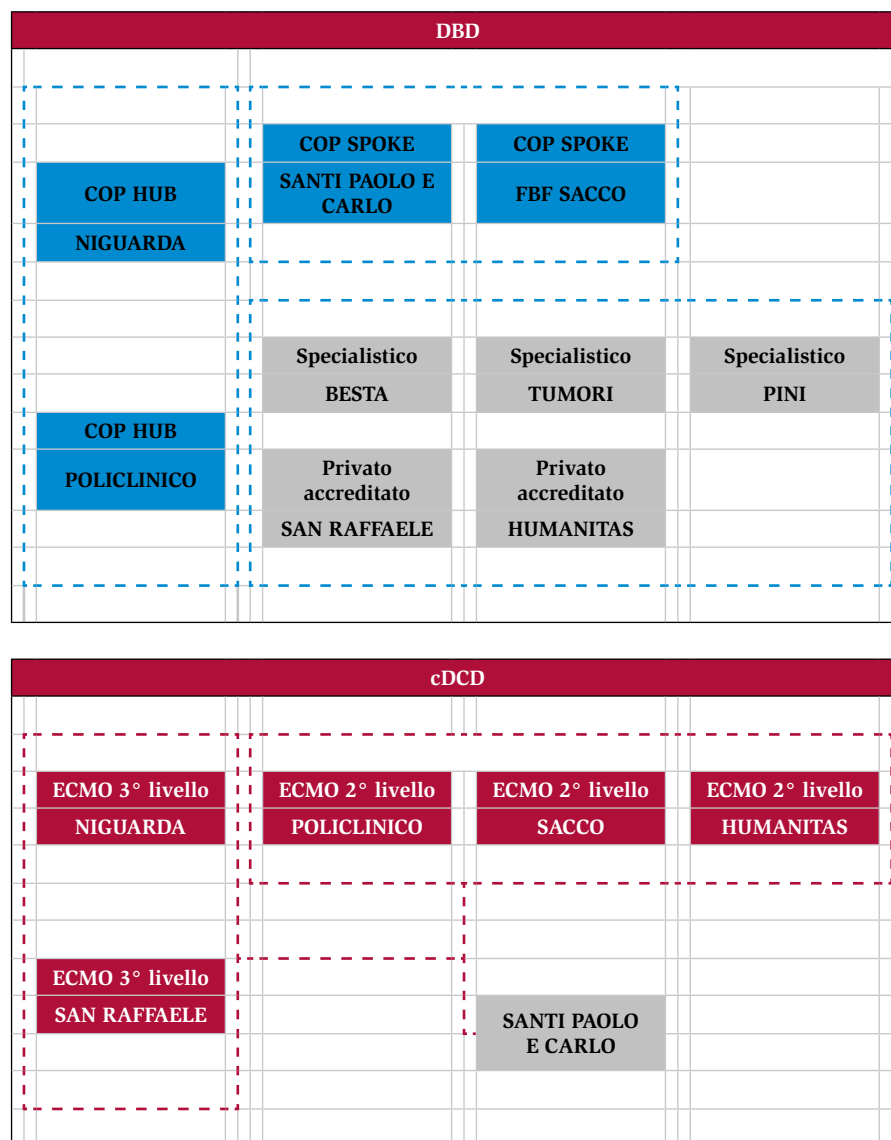 DBD
COP HUB
NIGUARDA
COP HUB
POLICLINICO
COP SPOKE
SANTI PAOLO E
CARLO
COP SPOKE
FBF SACCO
Specialistico
BESTA
Specialistico
TUMORI
Specialistico
PINI
Privato
accreditato
SAN RAFFAELE
Privato
accreditato
HUMANITAS
cDCD
ECMO 3° livello
NIGUARDA
ECMO 2° livello
POLICLINICO
ECMO 2° livello
SACCO
ECMO 2° livello
HUMANITAS
ECMO 3° livello
SAN RAFFAELE
SANTI PAOLO
E CARLO